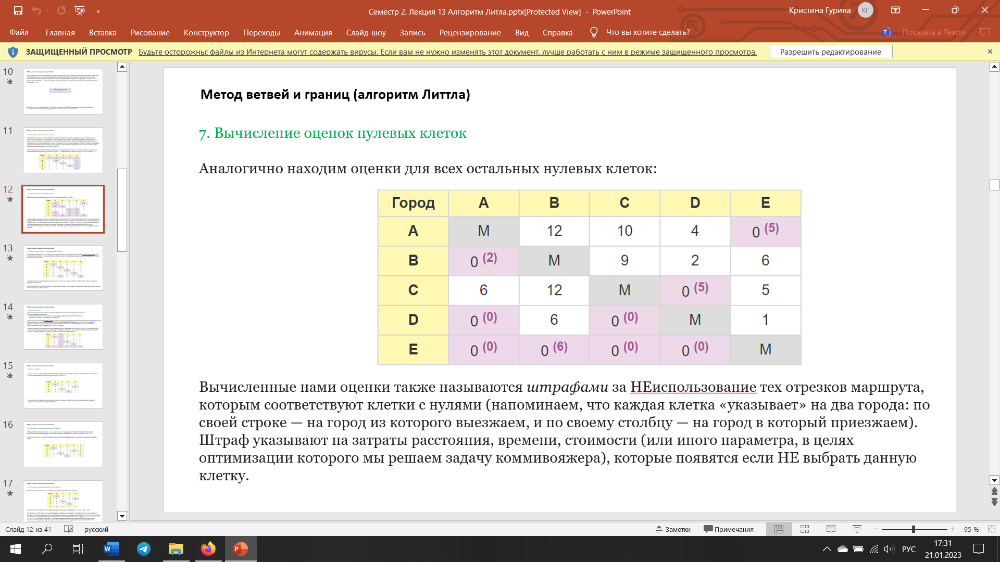 Семестр 2. Лекция 13 Алгоритм Литла.pptx[Protected View] - PowerPoint
Кристина Гурина
КГ
Файл Главная Вставка Рисование Конструктор Переходы Анимация Слайд-шоу Запись Рецензирование Вид Справка Что вы хотите сделать? Показать в Teams
ЗАЩИЩЕННЫЙ ПРОСМОТР Будьте осторожны: файлы из Интернета могут содержать вирусы. Если вам не нужно изменять этот документ, лучше работать с ним в режиме защищенного просмотра. Разрешить редактирование
10
11
12
13
14
15
16
17
Метод ветвей и границ (алгоритм Литтла)
7. Вычисление оценок нулевых клеток
Аналогично находим оценки для всех остальных нулевых клеток:
Город A B C D E
A M 12 10 4 0 (5)
B 0 (2) M 9 2 6
C 6 12 M 0 (5) 5
D 0 (0) 6 0 (0) M 1
E 0 (0) 0 (6) 0 (0) 0 (0) M
Вычисленные нами оценки также называются штрафами за НЕиспользование тех отрезков маршрута,
которым соответствуют клетки с нулями (напоминаем, что каждая клетка «указывает» на два города: по
своей строке — на город из которого выезжаем, и по своему столбцу — на город в который приезжаем).
Штраф указывают на затраты расстояния, времени, стоимости (или иного параметра, в целях
оптимизации которого мы решаем задачу коммивояжера), которые появятся если НЕ выбрать данную
клетку.
Слайд 12 из 41 русский Заметки Примечания 95 %
РУС
17:31
21.01.2023